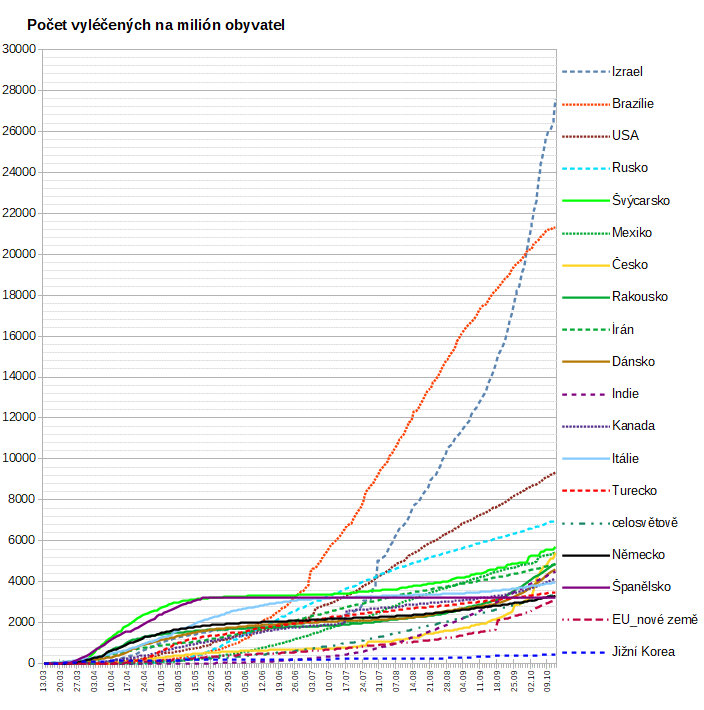 Počet vyléčených na milión obyvatel
30000
28000
26000
24000
22000
20000
18000
16000
14000
12000
10000
8000
6000
4000
2000
0
13.03
20.03
27.03
03.04
10.04
17.04
24.04
01.05
08.05
15.05
22.05
29.05
05.06
12.06
19.06
26.06
03.07
10.07
17.07
24.07
31.07
07.08
14.08
21.08
28.08
04.09
11.09
18.09
25.09
02.10
09.10
Izrael
Brazílie
USA
Rusko
Švýcarsko
Mexiko
Česko
Rakousko
Írán
Dánsko
Indie
Kanada
Itálie
Turecko
celosvětově
Německo
Španělsko
EU_nové země
Jižní Korea